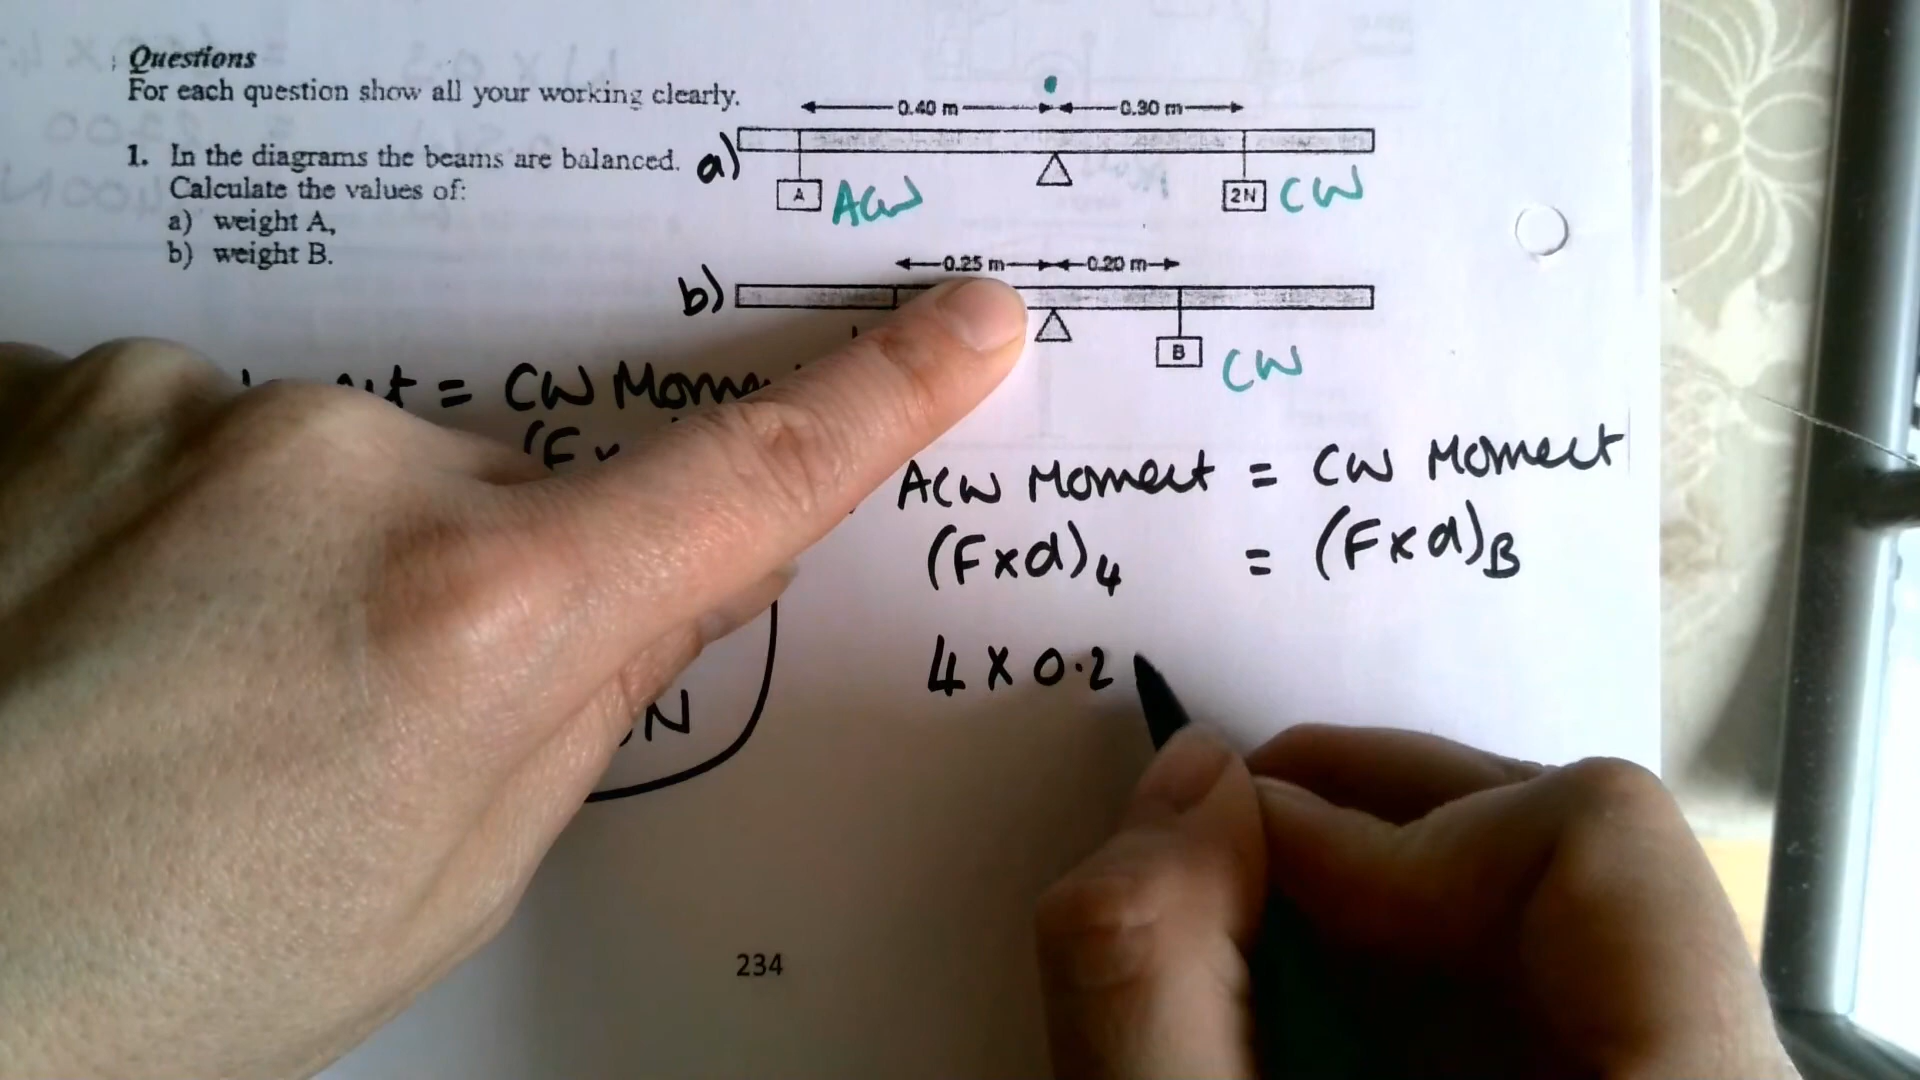 Questions
For each question show all your working clearly.
1. In the diagrams the beams are balanced.
Calculate the values of:
a) weight A,
b) weight B.
a)
0.40 m
0.30 m
A
ACW
2N
CW
b)
0.25 m
0.20 m
B
CW
= CW
ACW Moment = CW Moment
(F×d)4 = (F×d)B
4 × 0.2
N
234